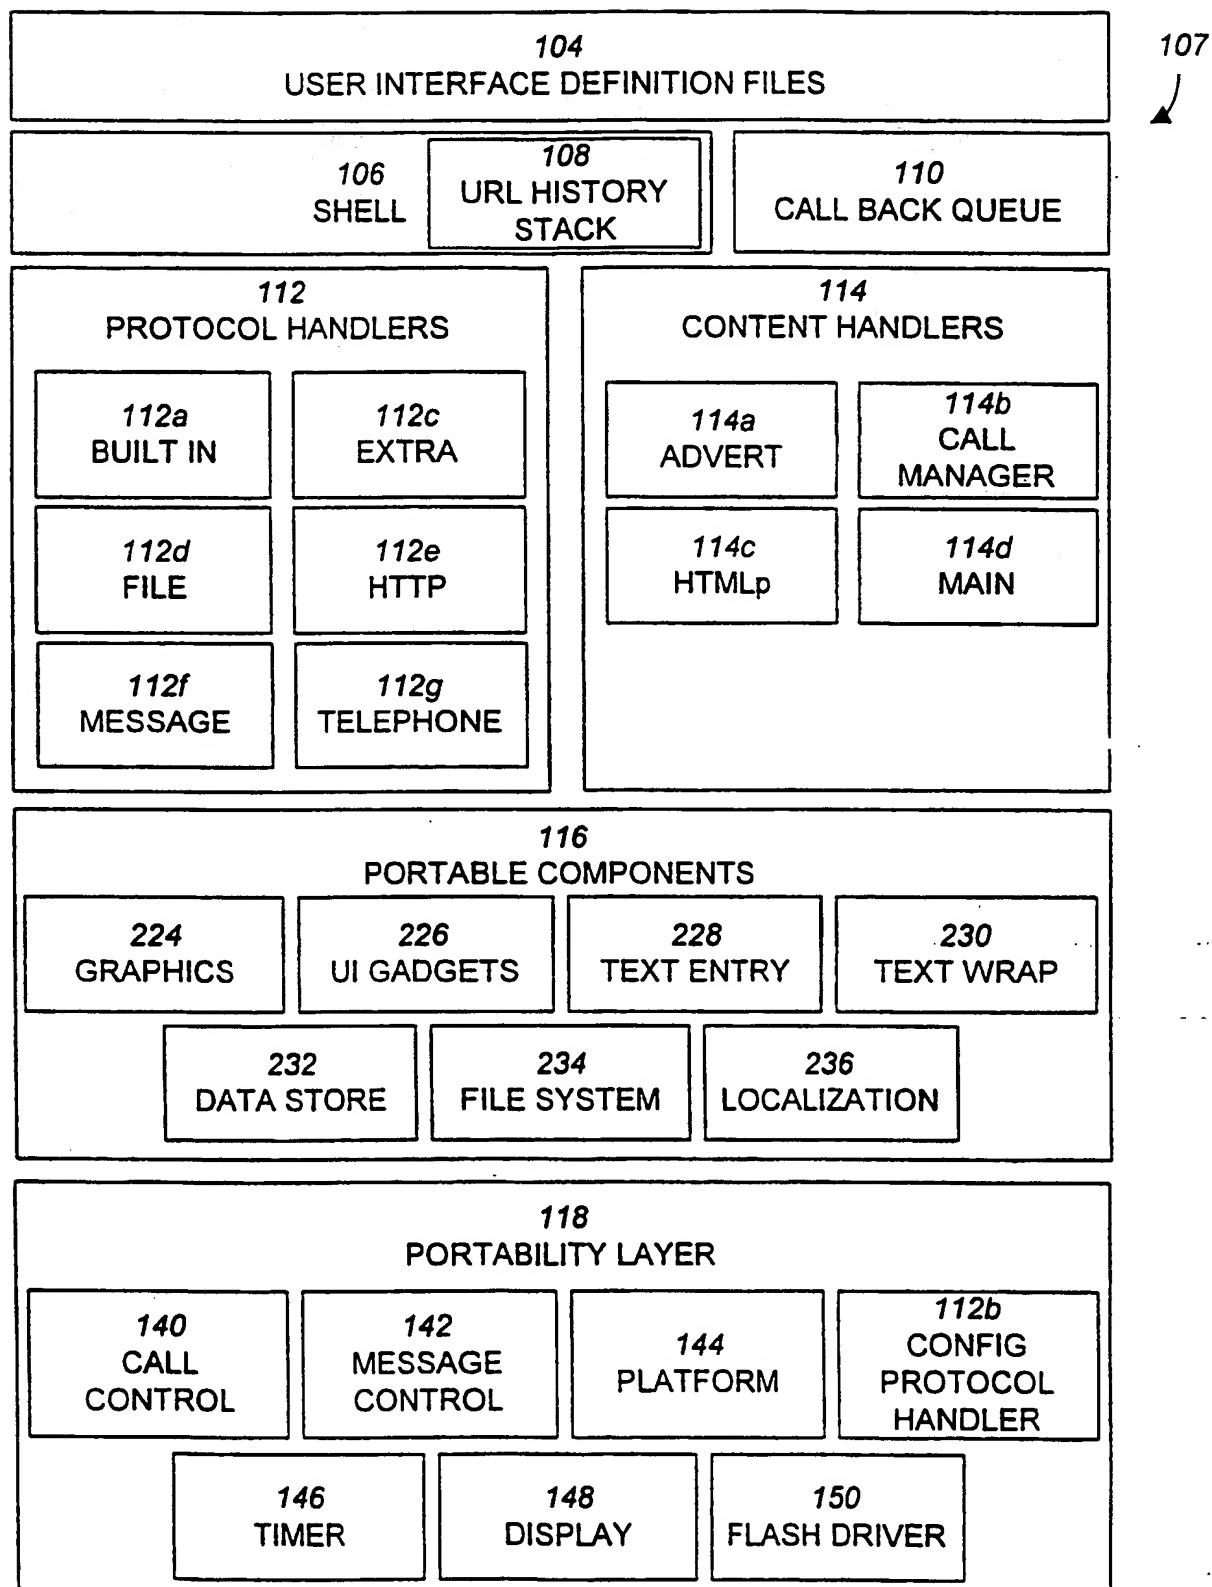 107
104
USER INTERFACE DEFINITION FILES
106
SHELL
108
URL HISTORY
STACK
110
CALL BACK QUEUE
112
PROTOCOL HANDLERS
112a
BUILT IN
112c
EXTRA
112d
FILE
112e
HTTP
112f
MESSAGE
112g
TELEPHONE
114
CONTENT HANDLERS
114a
ADVERT
114b
CALL
MANAGER
114c
HTMLp
114d
MAIN
116
PORTABLE COMPONENTS
224
GRAPHICS
226
UI GADGETS
228
TEXT ENTRY
230
TEXT WRAP
232
DATA STORE
234
FILE SYSTEM
236
LOCALIZATION
118
PORTABILITY LAYER
140
CALL
CONTROL
142
MESSAGE
CONTROL
144
PLATFORM
112b
CONFIG
PROTOCOL
HANDLER
146
TIMER
148
DISPLAY
150
FLASH DRIVER